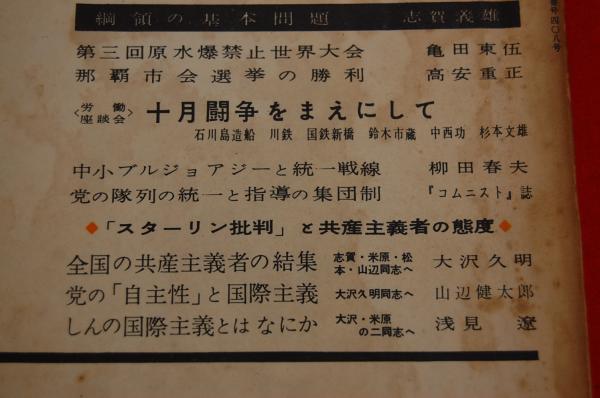 綱領の基本問題 志賀義雄
第三回原水爆禁止世界大会 亀田東伍
那覇市会選挙の勝利 高安重正
〈労働座談会〉 十月闘争をまえにして
石川島造船 川鉄 国鉄新橋 鈴木市蔵 中西功 杉本文雄
中小ブルジョアジーと統一戦線 柳田春夫
党の隊列の統一と指導の集団制 『コムニスト』誌
◆「スターリン批判」と共産主義者の態度◆
全国の共産主義者の結集 志賀・米原・松本・山辺同志へ 大沢久明
党の「自主性」と国際主義 大沢久明同志へ 山辺健太郎
しんの国際主義とはなにか 大沢・米原の二同志へ 浅見遼
番号四〇八号